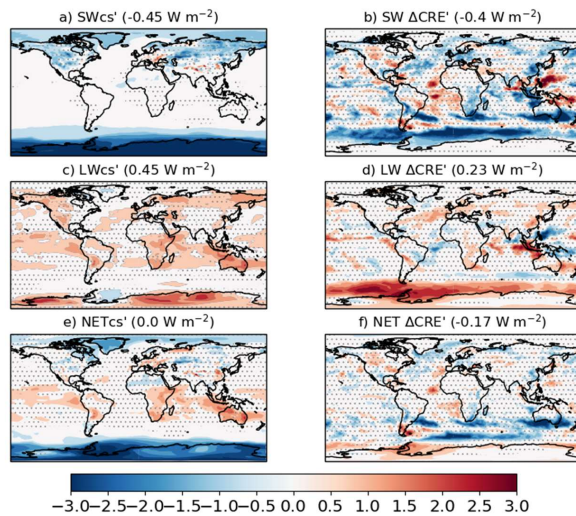 a) SWcs' (-0.45 W m⁻²)
b) SW ΔCRE' (-0.4 W m⁻²)
c) LWcs' (0.45 W m⁻²)
d) LW ΔCRE' (0.23 W m⁻²)
e) NETcs' (0.0 W m⁻²)
f) NET ΔCRE' (-0.17 W m⁻²)
−3.0 −2.5 −2.0 −1.5 −1.0 −0.5 0.0 0.5 1.0 1.5 2.0 2.5 3.0